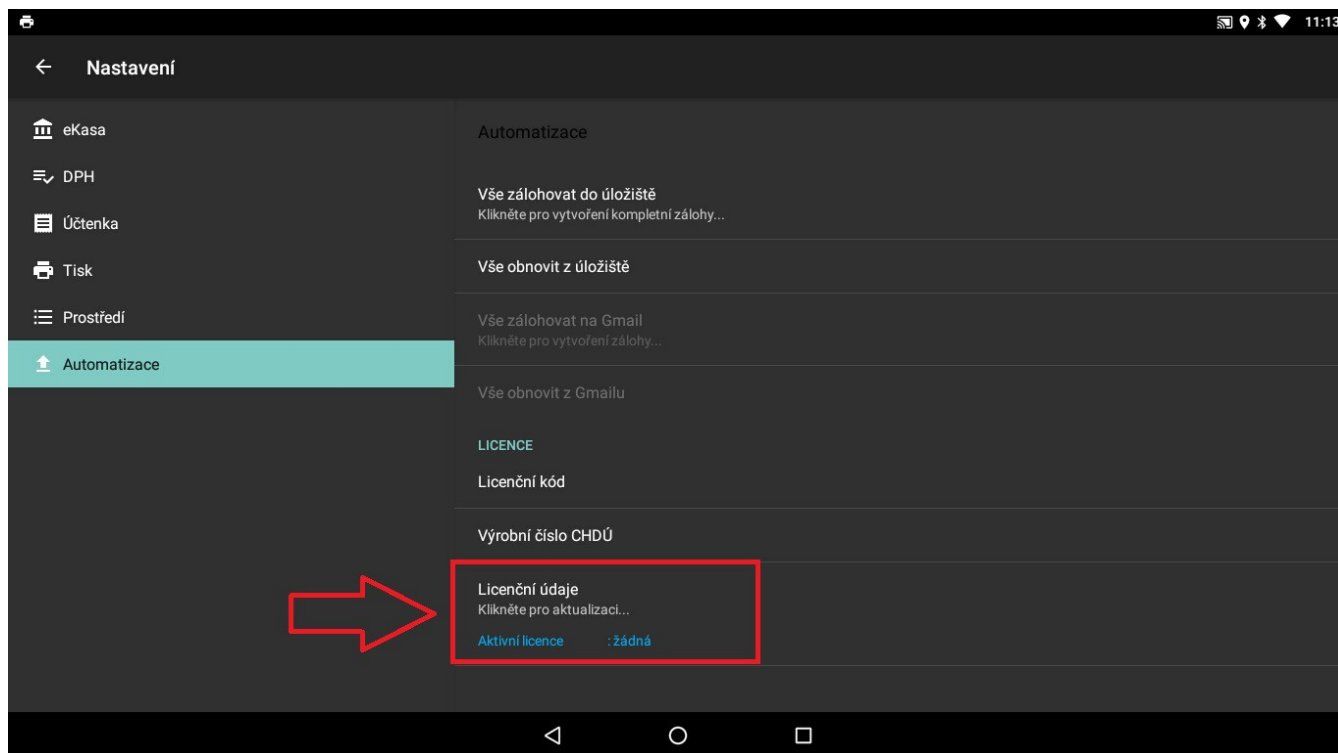 11:13
Nastavení
eKasa
DPH
Účtenka
Tisk
Prostředí
Automatizace
Automatizace
Vše zálohovat do úložiště
Klikněte pro vytvoření kompletní zálohy...
Vše obnovit z úložiště
Vše zálohovat na Gmail
Klikněte pro vytvoření zálohy...
Vše obnovit z Gmailu
LICENCE
Licenční kód
Výrobní číslo CHDÚ
Licenční údaje
Klikněte pro aktualizaci...
Aktivní licence : žádná